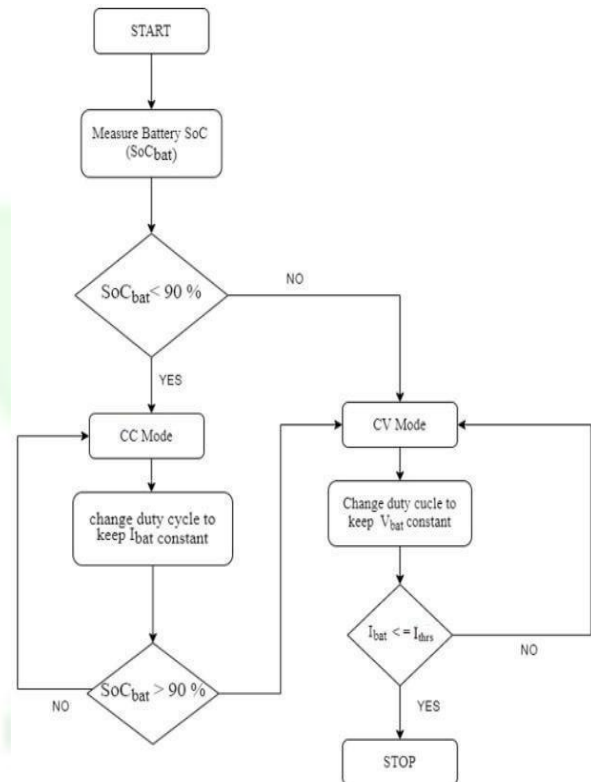 START
Measure Battery SoC
(SoCbat)
SoCbat< 90 %
NO
YES
CC Mode
CV Mode
change duty cycle to
keep Ibat constant
Change duty cucle to
keep Vbat constant
Ibat <= Ithrs
NO
SoCbat > 90 %
NO
YES
STOP